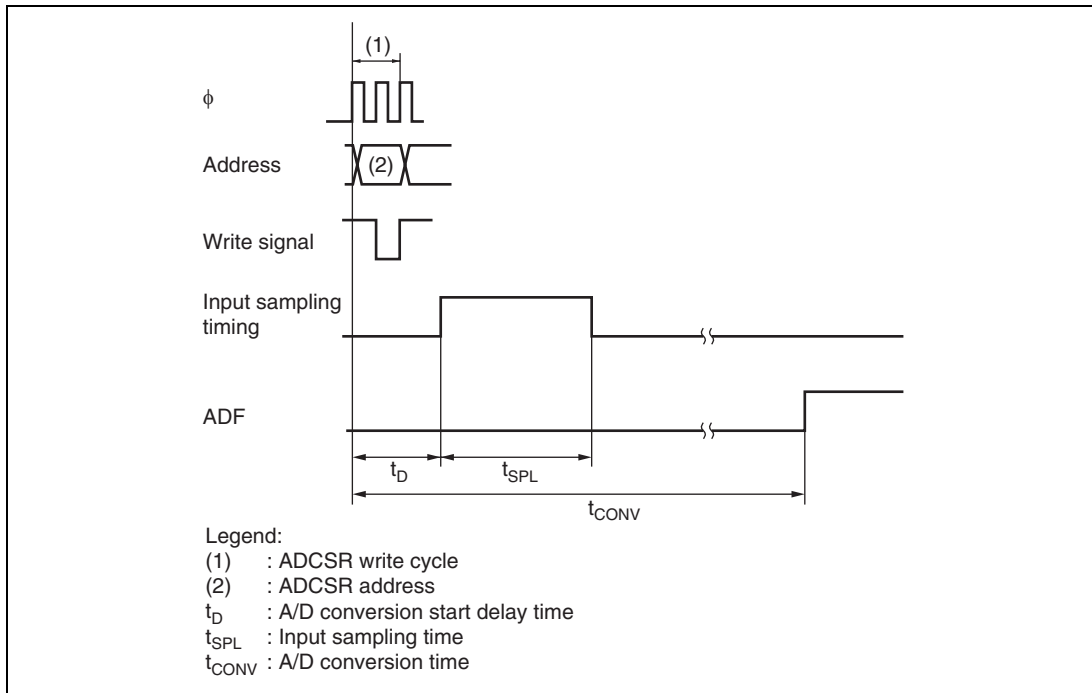 (1)
φ
Address
(2)
Write signal
Input sampling
timing
ADF
tD
tSPL
tCONV
Legend:
(1) : ADCSR write cycle
(2) : ADCSR address
tD : A/D conversion start delay time
tSPL : Input sampling time
tCONV : A/D conversion time